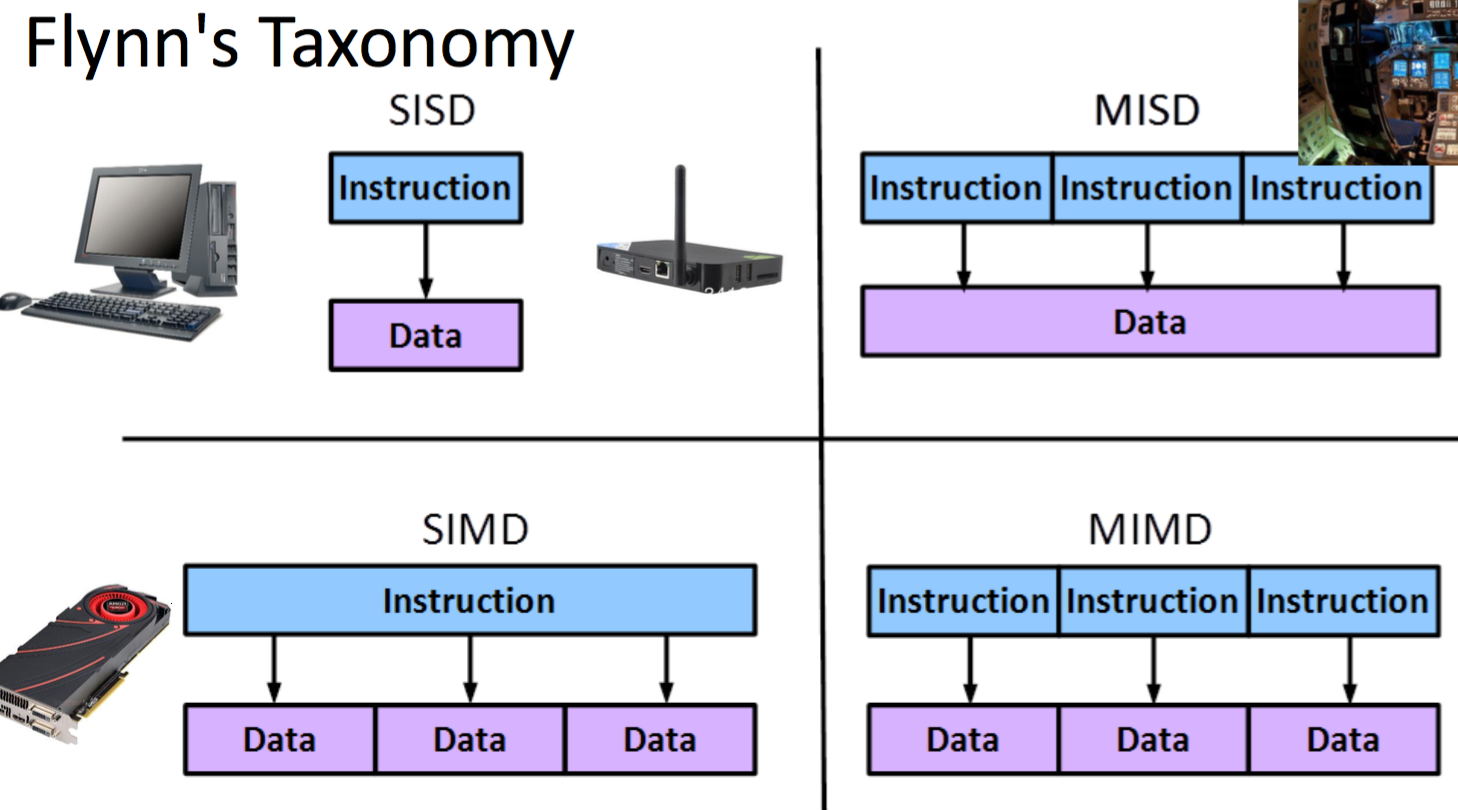 Flynn's Taxonomy
SISD
Instruction
Data
MISD
Instruction Instruction Instruction
Data
SIMD
Instruction
Data Data Data
MIMD
Instruction Instruction Instruction
Data Data Data